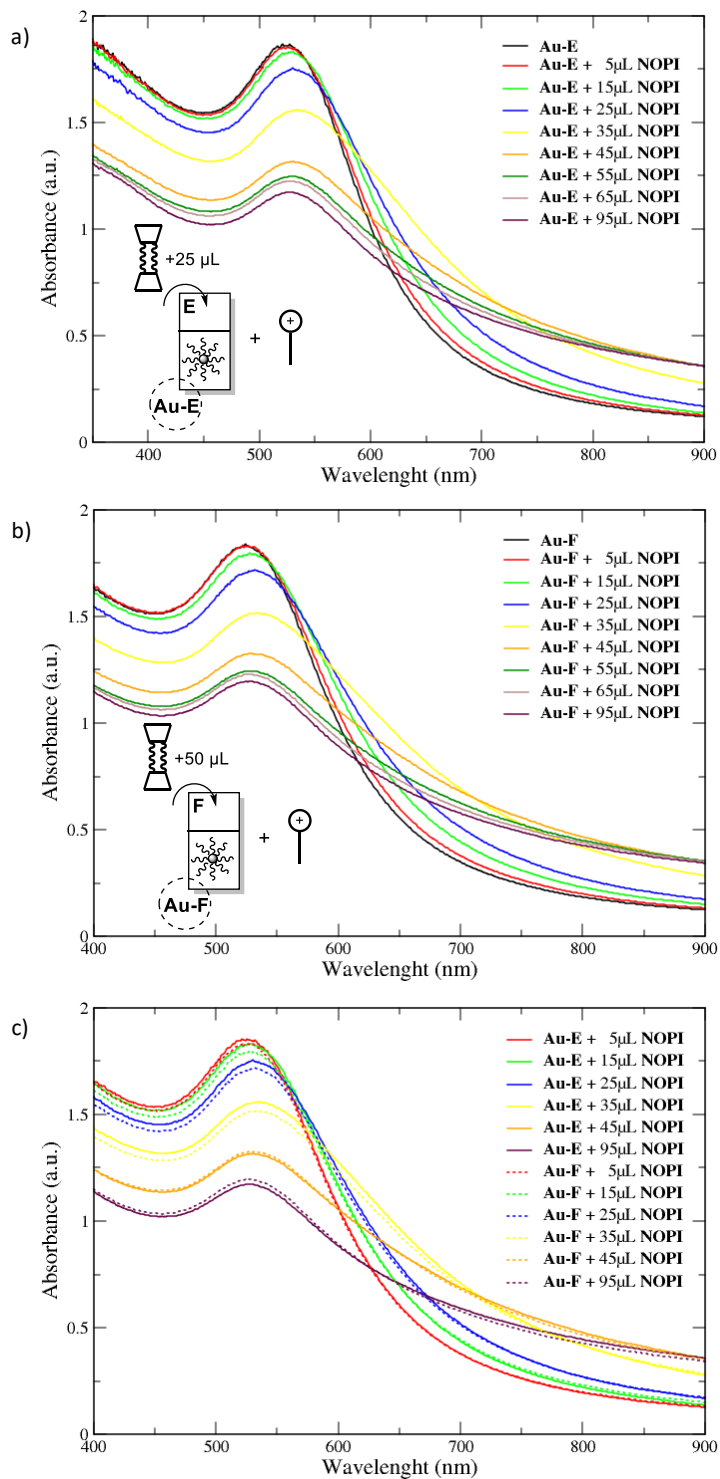 a)
2
1.5
1
0.5
0
Absorbance (a.u.)
400 500 600 700 800 900
Wavelenght (nm)
Au-E
Au-E + 5µL NOPI
Au-E + 15µL NOPI
Au-E + 25µL NOPI
Au-E + 35µL NOPI
Au-E + 45µL NOPI
Au-E + 55µL NOPI
Au-E + 65µL NOPI
Au-E + 95µL NOPI
+25 µL
E
+ +
Au-E
b)
2
1.5
1
0.5
0
Absorbance (a.u.)
400 500 600 700 800 900
Wavelenght (nm)
Au-F
Au-F + 5µL NOPI
Au-F + 15µL NOPI
Au-F + 25µL NOPI
Au-F + 35µL NOPI
Au-F + 45µL NOPI
Au-F + 55µL NOPI
Au-F + 65µL NOPI
Au-F + 95µL NOPI
+50 µL
F
+ +
Au-F
c)
2
1.5
1
0.5
0
Absorbance (a.u.)
400 500 600 700 800 900
Wavelenght (nm)
Au-E + 5µL NOPI
Au-E + 15µL NOPI
Au-E + 25µL NOPI
Au-E + 35µL NOPI
Au-E + 45µL NOPI
Au-E + 95µL NOPI
Au-F + 5µL NOPI
Au-F + 15µL NOPI
Au-F + 25µL NOPI
Au-F + 35µL NOPI
Au-F + 45µL NOPI
Au-F + 95µL NOPI